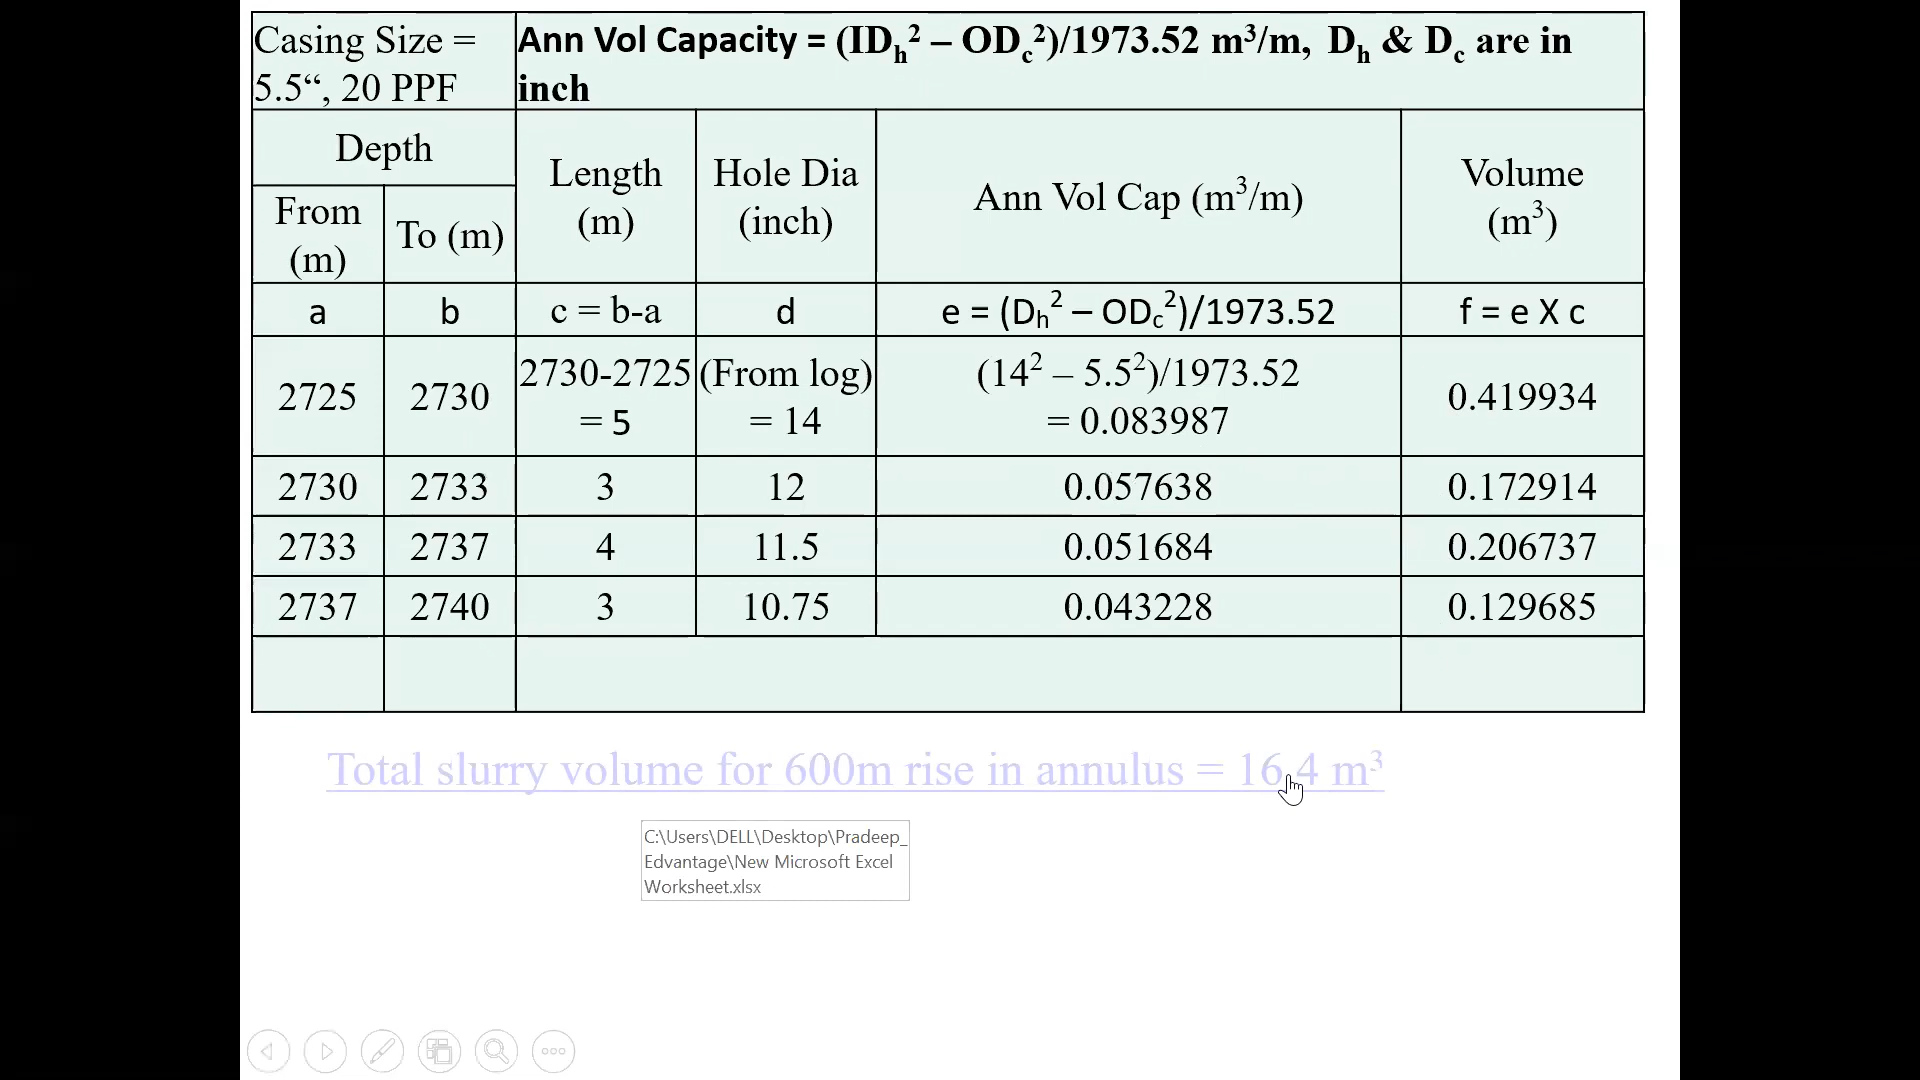 Casing Size =
5.5“, 20 PPF
Ann Vol Capacity = (IDₕ² – OD꜀²)/1973.52 m³/m, Dₕ & D꜀ are in
inch
Depth
Length
(m)
Hole Dia
(inch)
Ann Vol Cap (m³/m)
Volume
(m³)
From
(m)
To (m)
a
b
c = b-a
d
e = (Dₕ² – OD꜀²)/1973.52
f = e X c
2725
2730
2730-2725
= 5
(From log)
= 14
(14² – 5.5²)/1973.52
= 0.083987
0.419934
2730
2733
3
12
0.057638
0.172914
2733
2737
4
11.5
0.051684
0.206737
2737
2740
3
10.75
0.043228
0.129685
Total slurry volume for 600m rise in annulus = 16.4 m³
C:\Users\DELL\Desktop\Pradeep_
Edvantage\New Microsoft Excel
Worksheet.xlsx